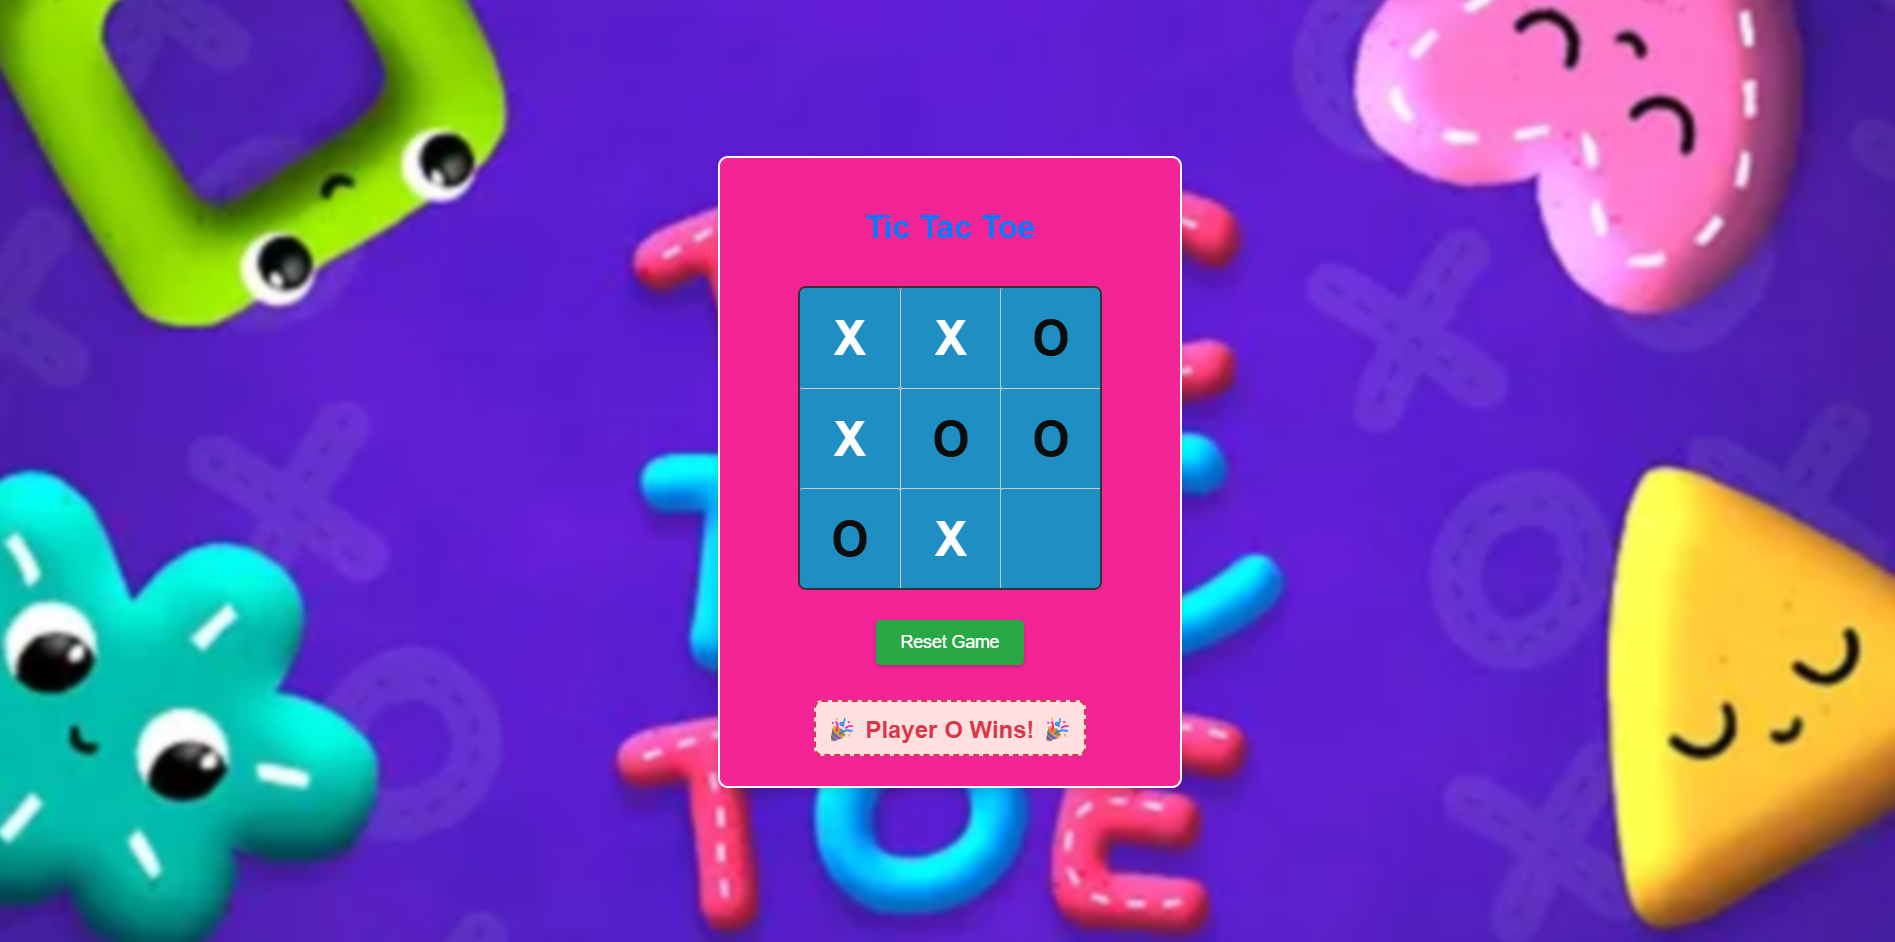 Tic Tac Toe
X X O
X O O
O X
Reset Game
🎉 Player O Wins! 🎉
TOE